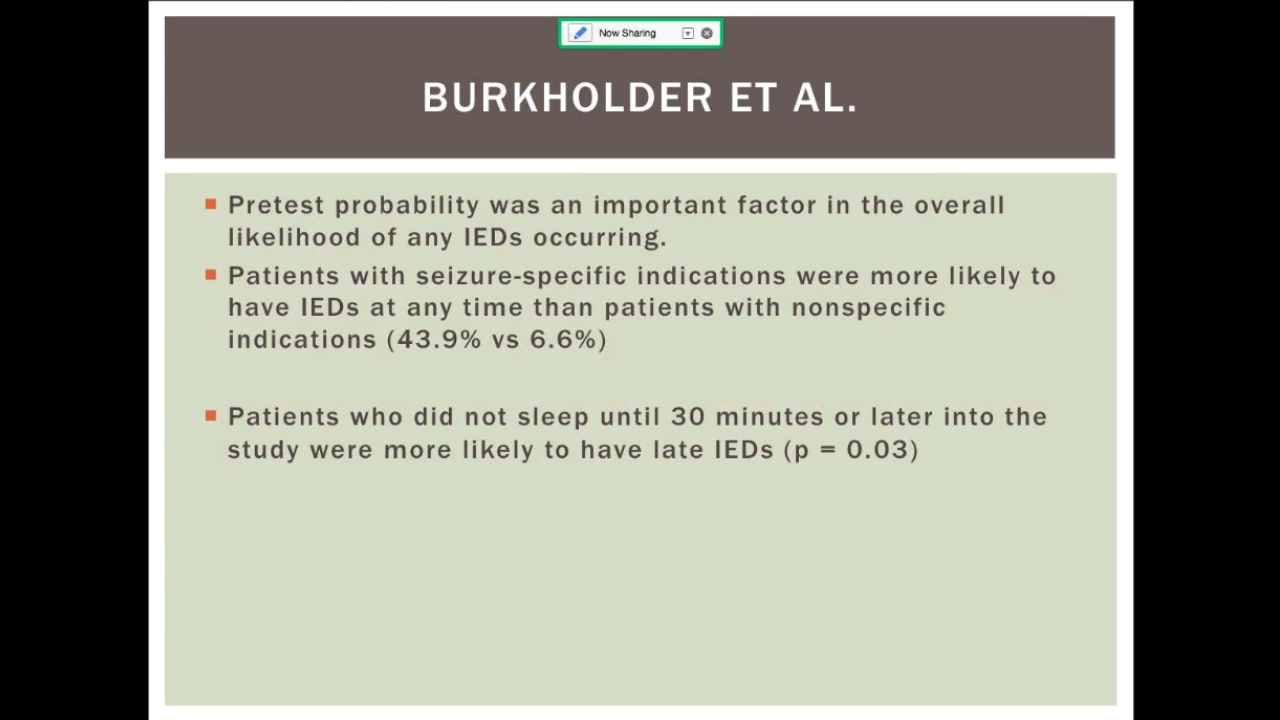 Now Sharing
BURKHOLDER ET AL.
Pretest probability was an important factor in the overall
likelihood of any IEDs occurring.
Patients with seizure-specific indications were more likely to
have IEDs at any time than patients with nonspecific
indications (43.9% vs 6.6%)
Patients who did not sleep until 30 minutes or later into the
study were more likely to have late IEDs (p = 0.03)